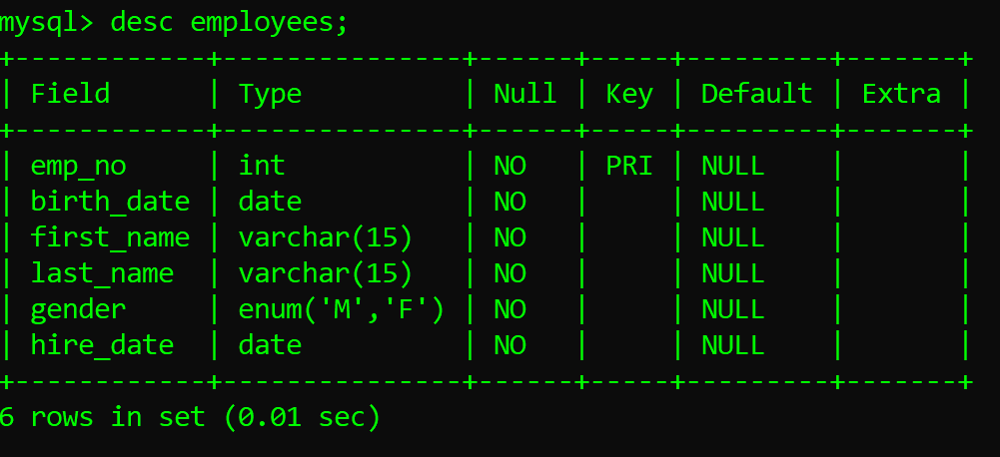 mysql> desc employees;
+------------+---------------+------+-----+---------+-------+
| Field      | Type          | Null | Key | Default | Extra |
+------------+---------------+------+-----+---------+-------+
| emp_no     | int           | NO   | PRI | NULL    |       |
| birth_date | date          | NO   |     | NULL    |       |
| first_name | varchar(15)   | NO   |     | NULL    |       |
| last_name  | varchar(15)   | NO   |     | NULL    |       |
| gender     | enum('M','F') | NO   |     | NULL    |       |
| hire_date  | date          | NO   |     | NULL    |       |
+------------+---------------+------+-----+---------+-------+
6 rows in set (0.01 sec)